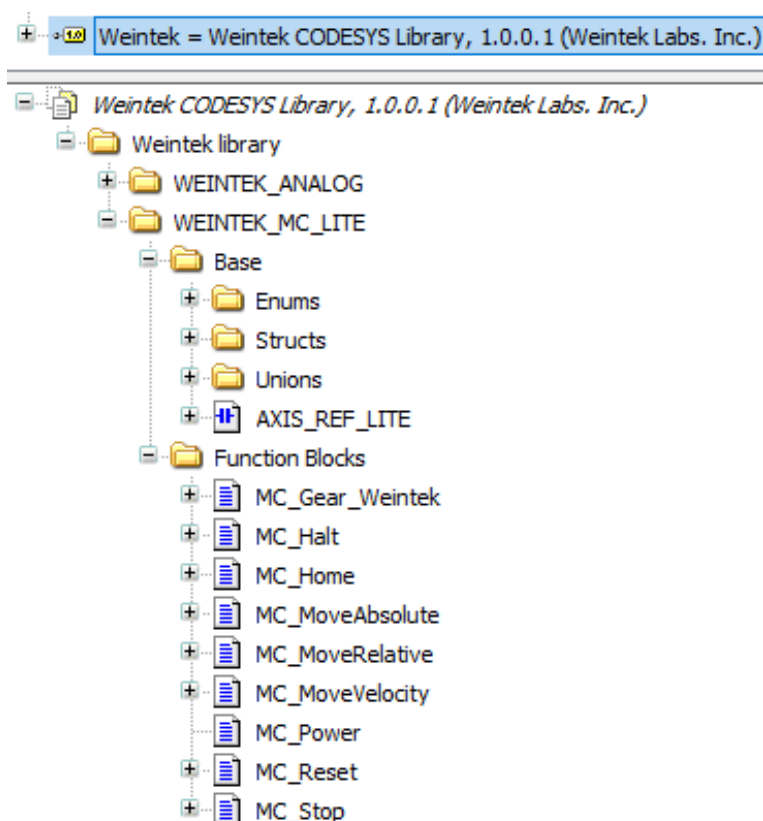 Weintek = Weintek CODESYS Library, 1.0.0.1 (Weintek Labs. Inc.)
Weintek CODESYS Library, 1.0.0.1 (Weintek Labs. Inc.)
Weintek library
WEINTEK_ANALOG
WEINTEK_MC_LITE
Base
Enums
Structs
Unions
AXIS_REF_LITE
Function Blocks
MC_Gear_Weintek
MC_Halt
MC_Home
MC_MoveAbsolute
MC_MoveRelative
MC_MoveVelocity
MC_Power
MC_Reset
MC_Stop